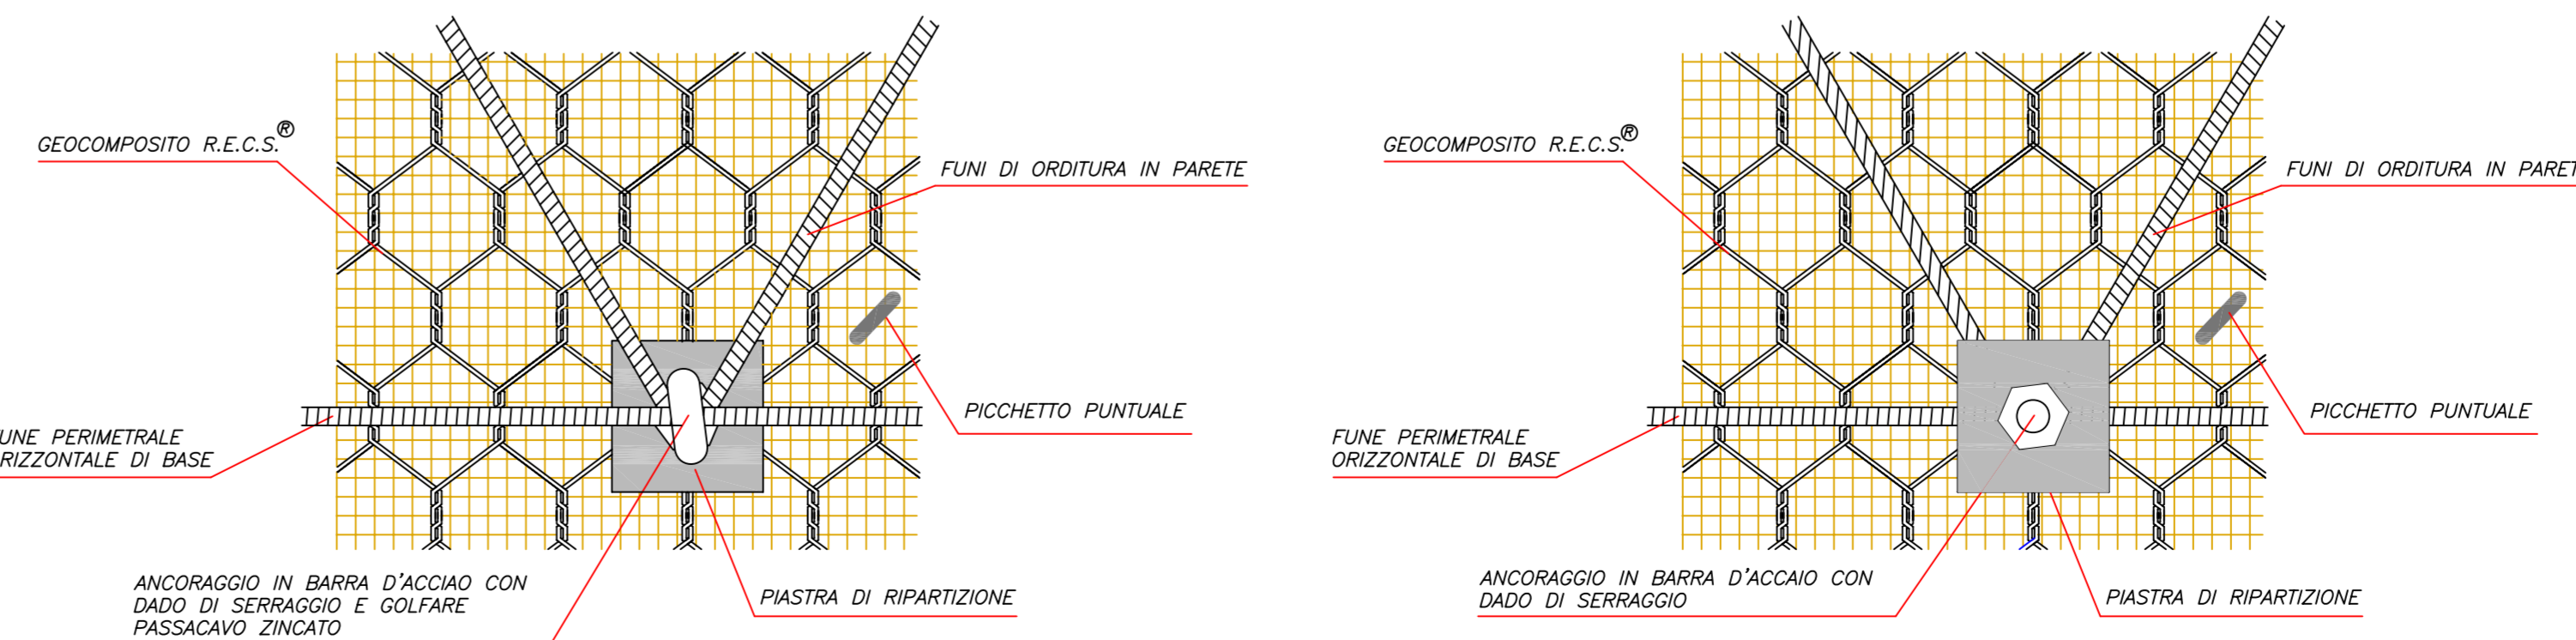 GEOCOMPOSITO R.E.C.S.®
FUNI DI ORDITURA IN PARETE
PICCHETTO PUNTUALE
UNE PERIMETRALE
RIZZONTALE DI BASE
ANCORAGGIO IN BARRA D'ACCIAO CON
DADO DI SERRAGGIO E GOLFARE
PASSACAVO ZINCATO
PIASTRA DI RIPARTIZIONE
GEOCOMPOSITO R.E.C.S.®
FUNI DI ORDITURA IN PARET
PICCHETTO PUNTUALE
FUNE PERIMETRALE
ORIZZONTALE DI BASE
ANCORAGGIO IN BARRA D'ACCAIO CON
DADO DI SERRAGGIO
PIASTRA DI RIPARTIZIONE